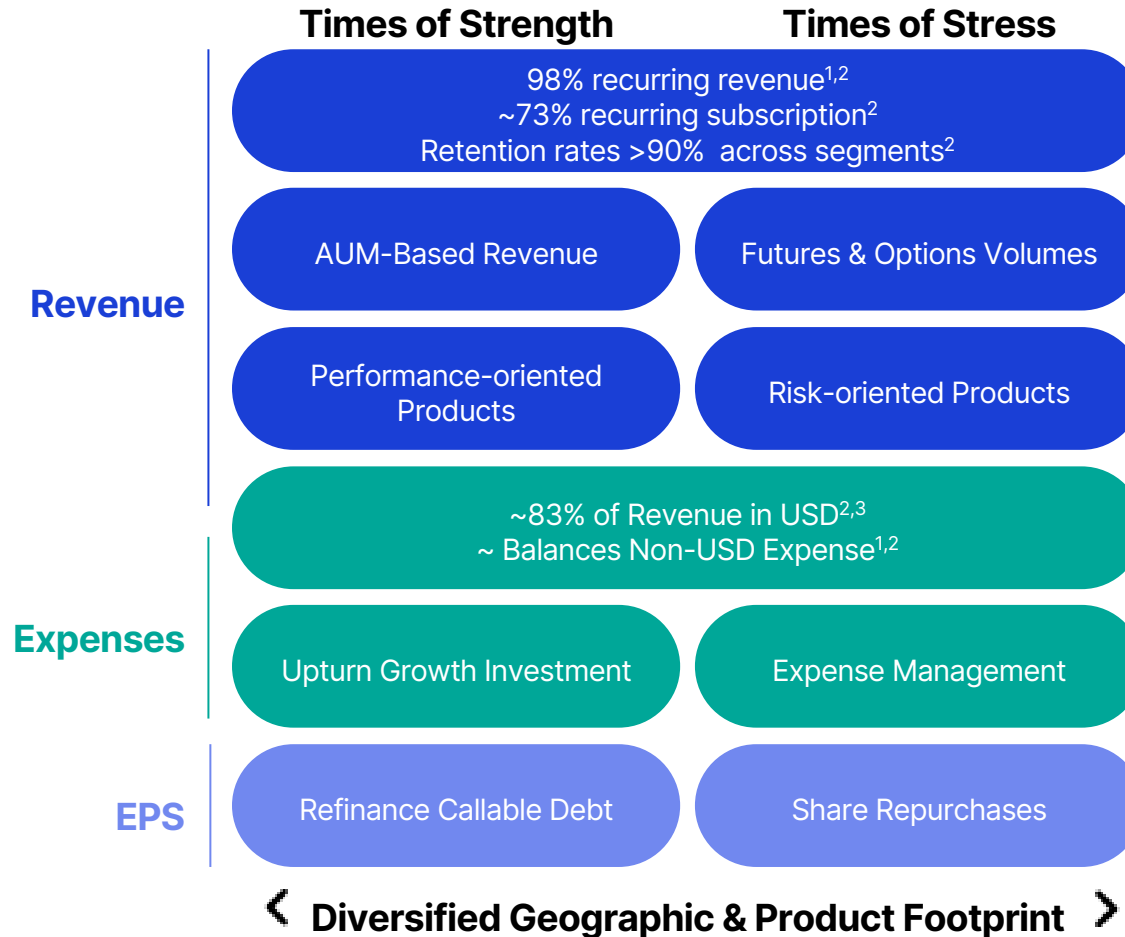 Times of Strength
Times of Stress
98% recurring revenue1,2
~73% recurring subscription2
Retention rates >90% across segments2
Revenue
AUM-Based Revenue
Futures & Options Volumes
Performance-oriented
Products
Risk-oriented Products
~83% of Revenue in USD2,3
~ Balances Non-USD Expense1,2
Expenses
Upturn Growth Investment
Expense Management
EPS
Refinance Callable Debt
Share Repurchases
Diversified Geographic & Product Footprint